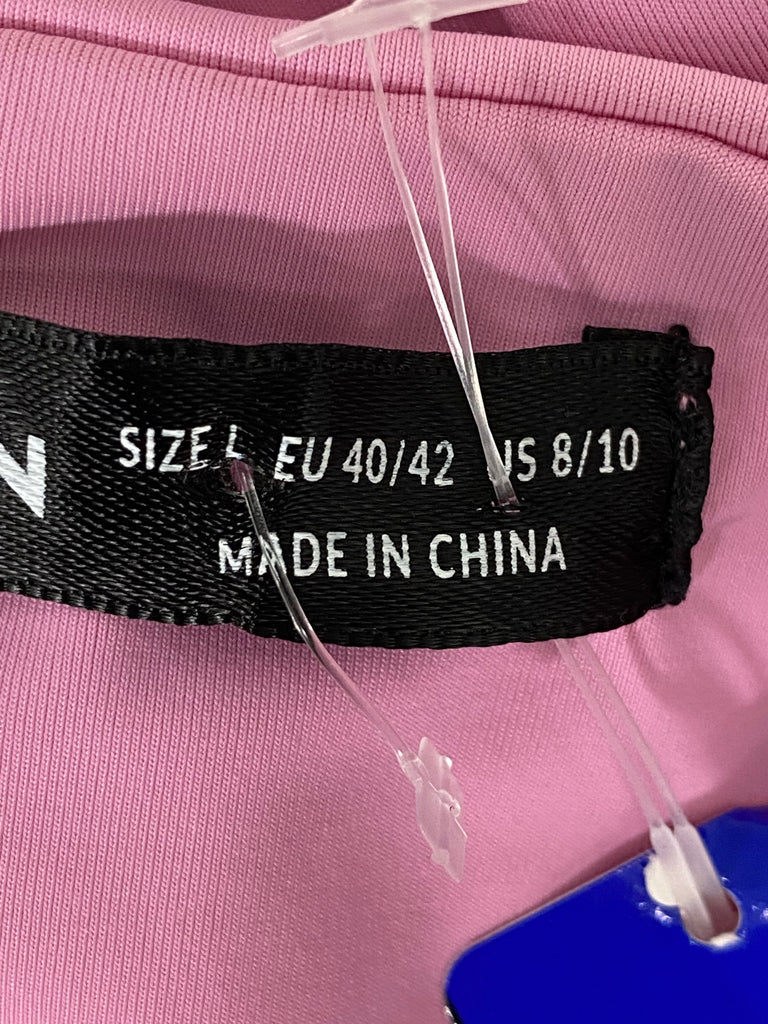 N
SIZE L EU 40/42 US 8/10
MADE IN CHINA